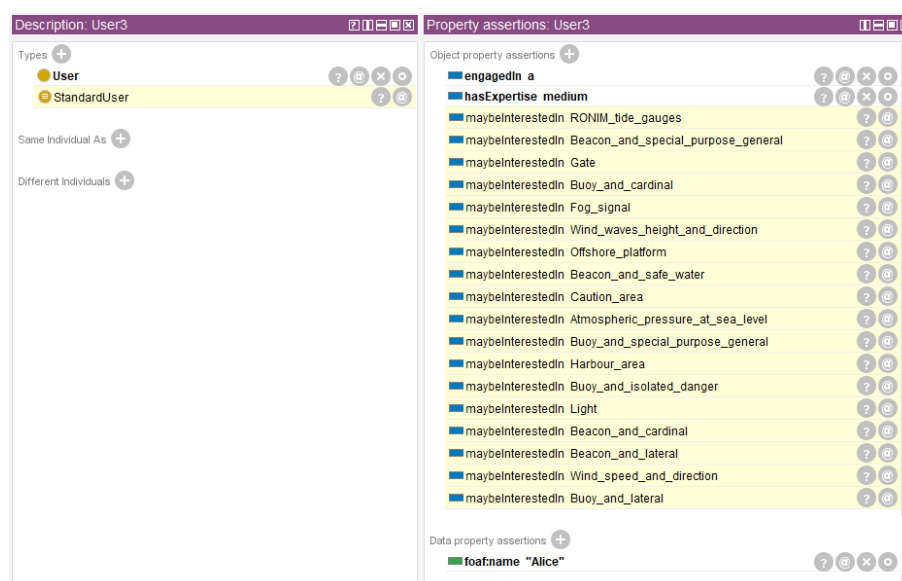 Description: User3
Types
User
StandardUser
Same Individual As
Different Individuals
Property assertions: User3
Object property assertions
engagedIn a
hasExpertise medium
maybeInterestedIn RONIM_tide_gauges
maybeInterestedIn Beacon_and_special_purpose_general
maybeInterestedIn Gate
maybeInterestedIn Buoy_and_cardinal
maybeInterestedIn Fog_signal
maybeInterestedIn Wind_waves_height_and_direction
maybeInterestedIn Offshore_platform
maybeInterestedIn Beacon_and_safe_water
maybeInterestedIn Caution_area
maybeInterestedIn Atmospheric_pressure_at_sea_level
maybeInterestedIn Buoy_and_special_purpose_general
maybeInterestedIn Harbour_area
maybeInterestedIn Buoy_and_isolated_danger
maybeInterestedIn Light
maybeInterestedIn Beacon_and_cardinal
maybeInterestedIn Beacon_and_lateral
maybeInterestedIn Wind_speed_and_direction
maybeInterestedIn Buoy_and_lateral
Data property assertions
foaf:name "Alice"